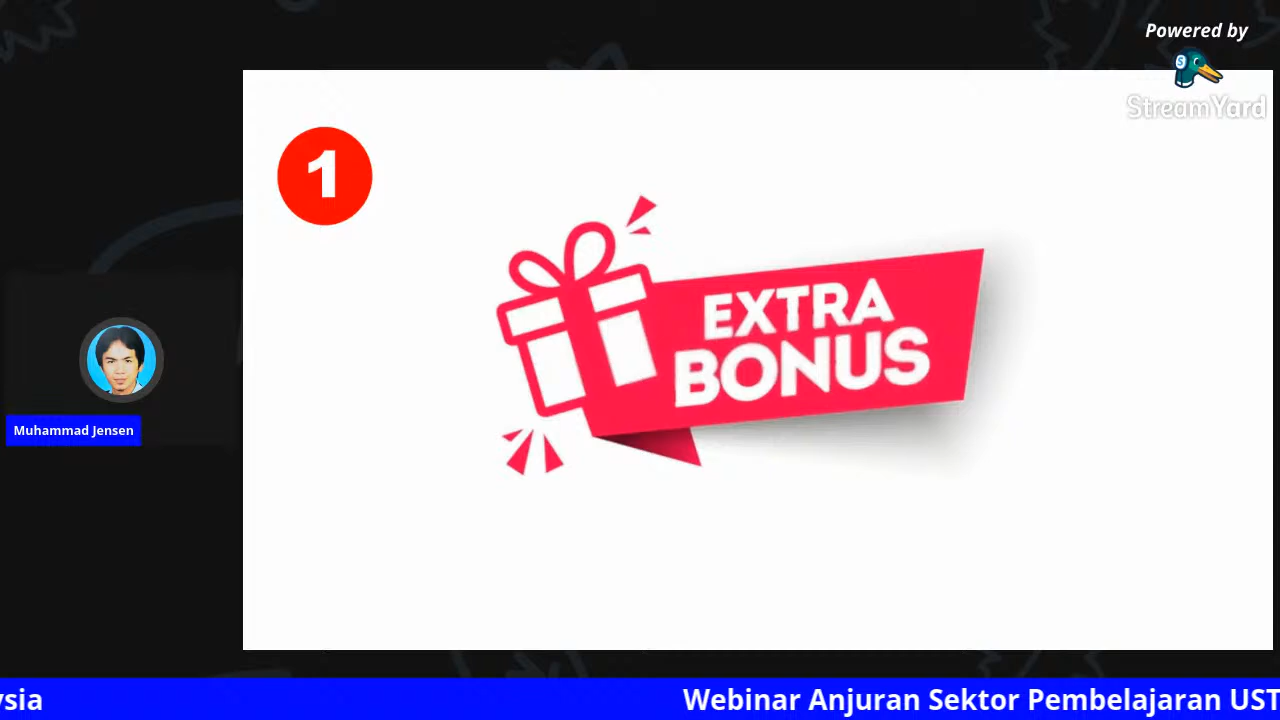 Powered by
StreamYard
1
EXTRA
BONUS
Muhammad Jensen
ysia
Webinar Anjuran Sektor Pembelajaran UST